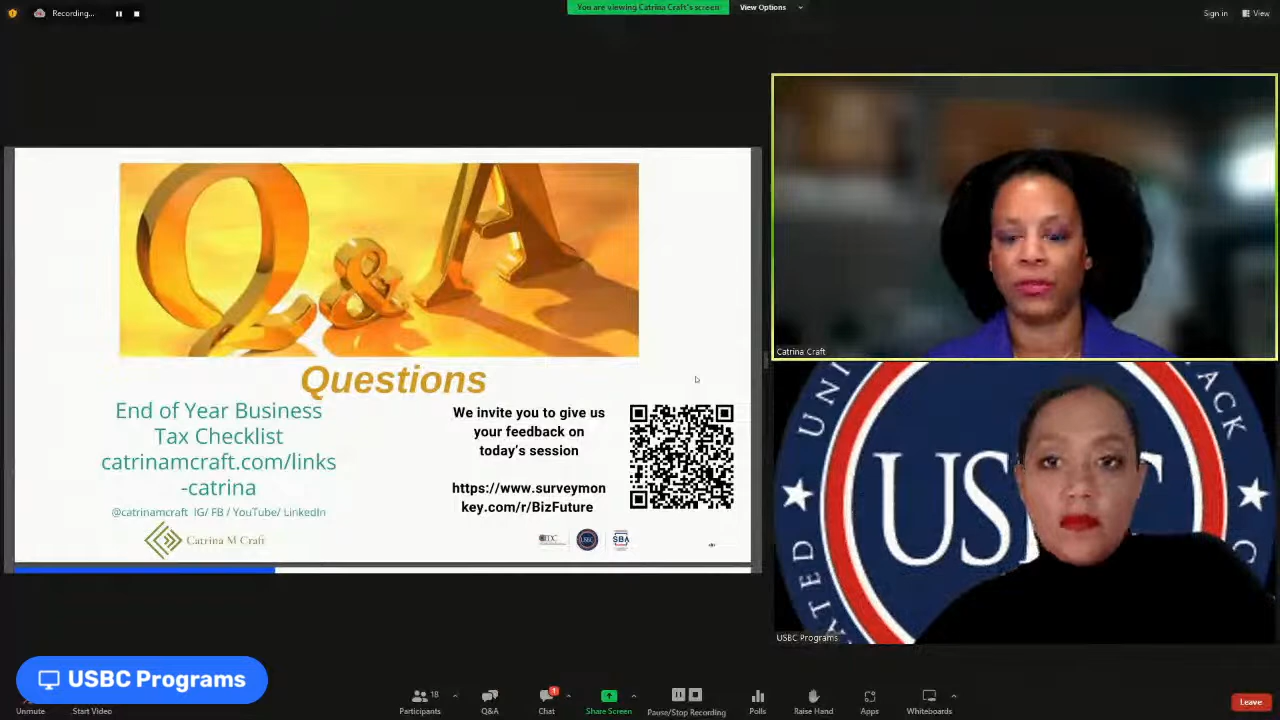 Recording...
You are viewing Catrina Craft's screen
View Options
Sign in
View
Q & A
Questions
End of Year Business
Tax Checklist
catrinamcraft.com/links
-catrina
@catrinamcraft IG/ FB / YouTube/ LinkedIn
Catrina M Craft
We invite you to give us
your feedback on
today's session
https://www.surveymon
key.com/r/BizFuture
USBC
SBA
Catrina Craft
USBC Programs
USBC Programs
Unmute
Start Video
Participants
18
Q&A
Chat
1
Share Screen
Pause/Stop Recording
Polls
Raise Hand
Apps
Whiteboards
Leave